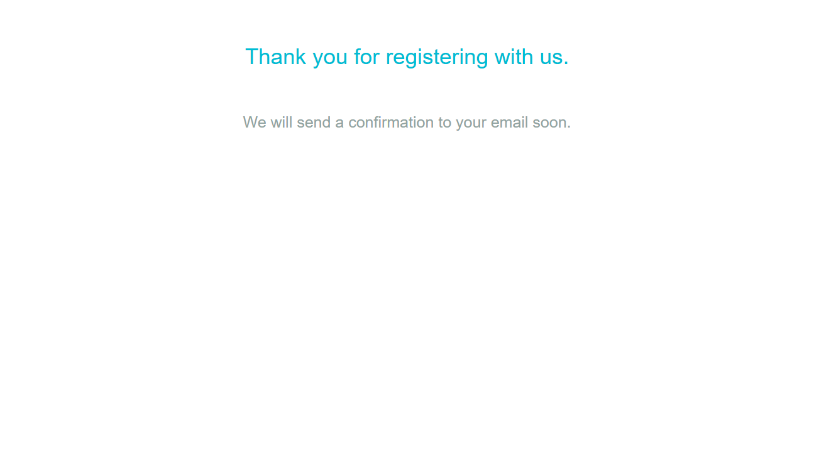 Thank you for registering with us.
We will send a confirmation to your email soon.